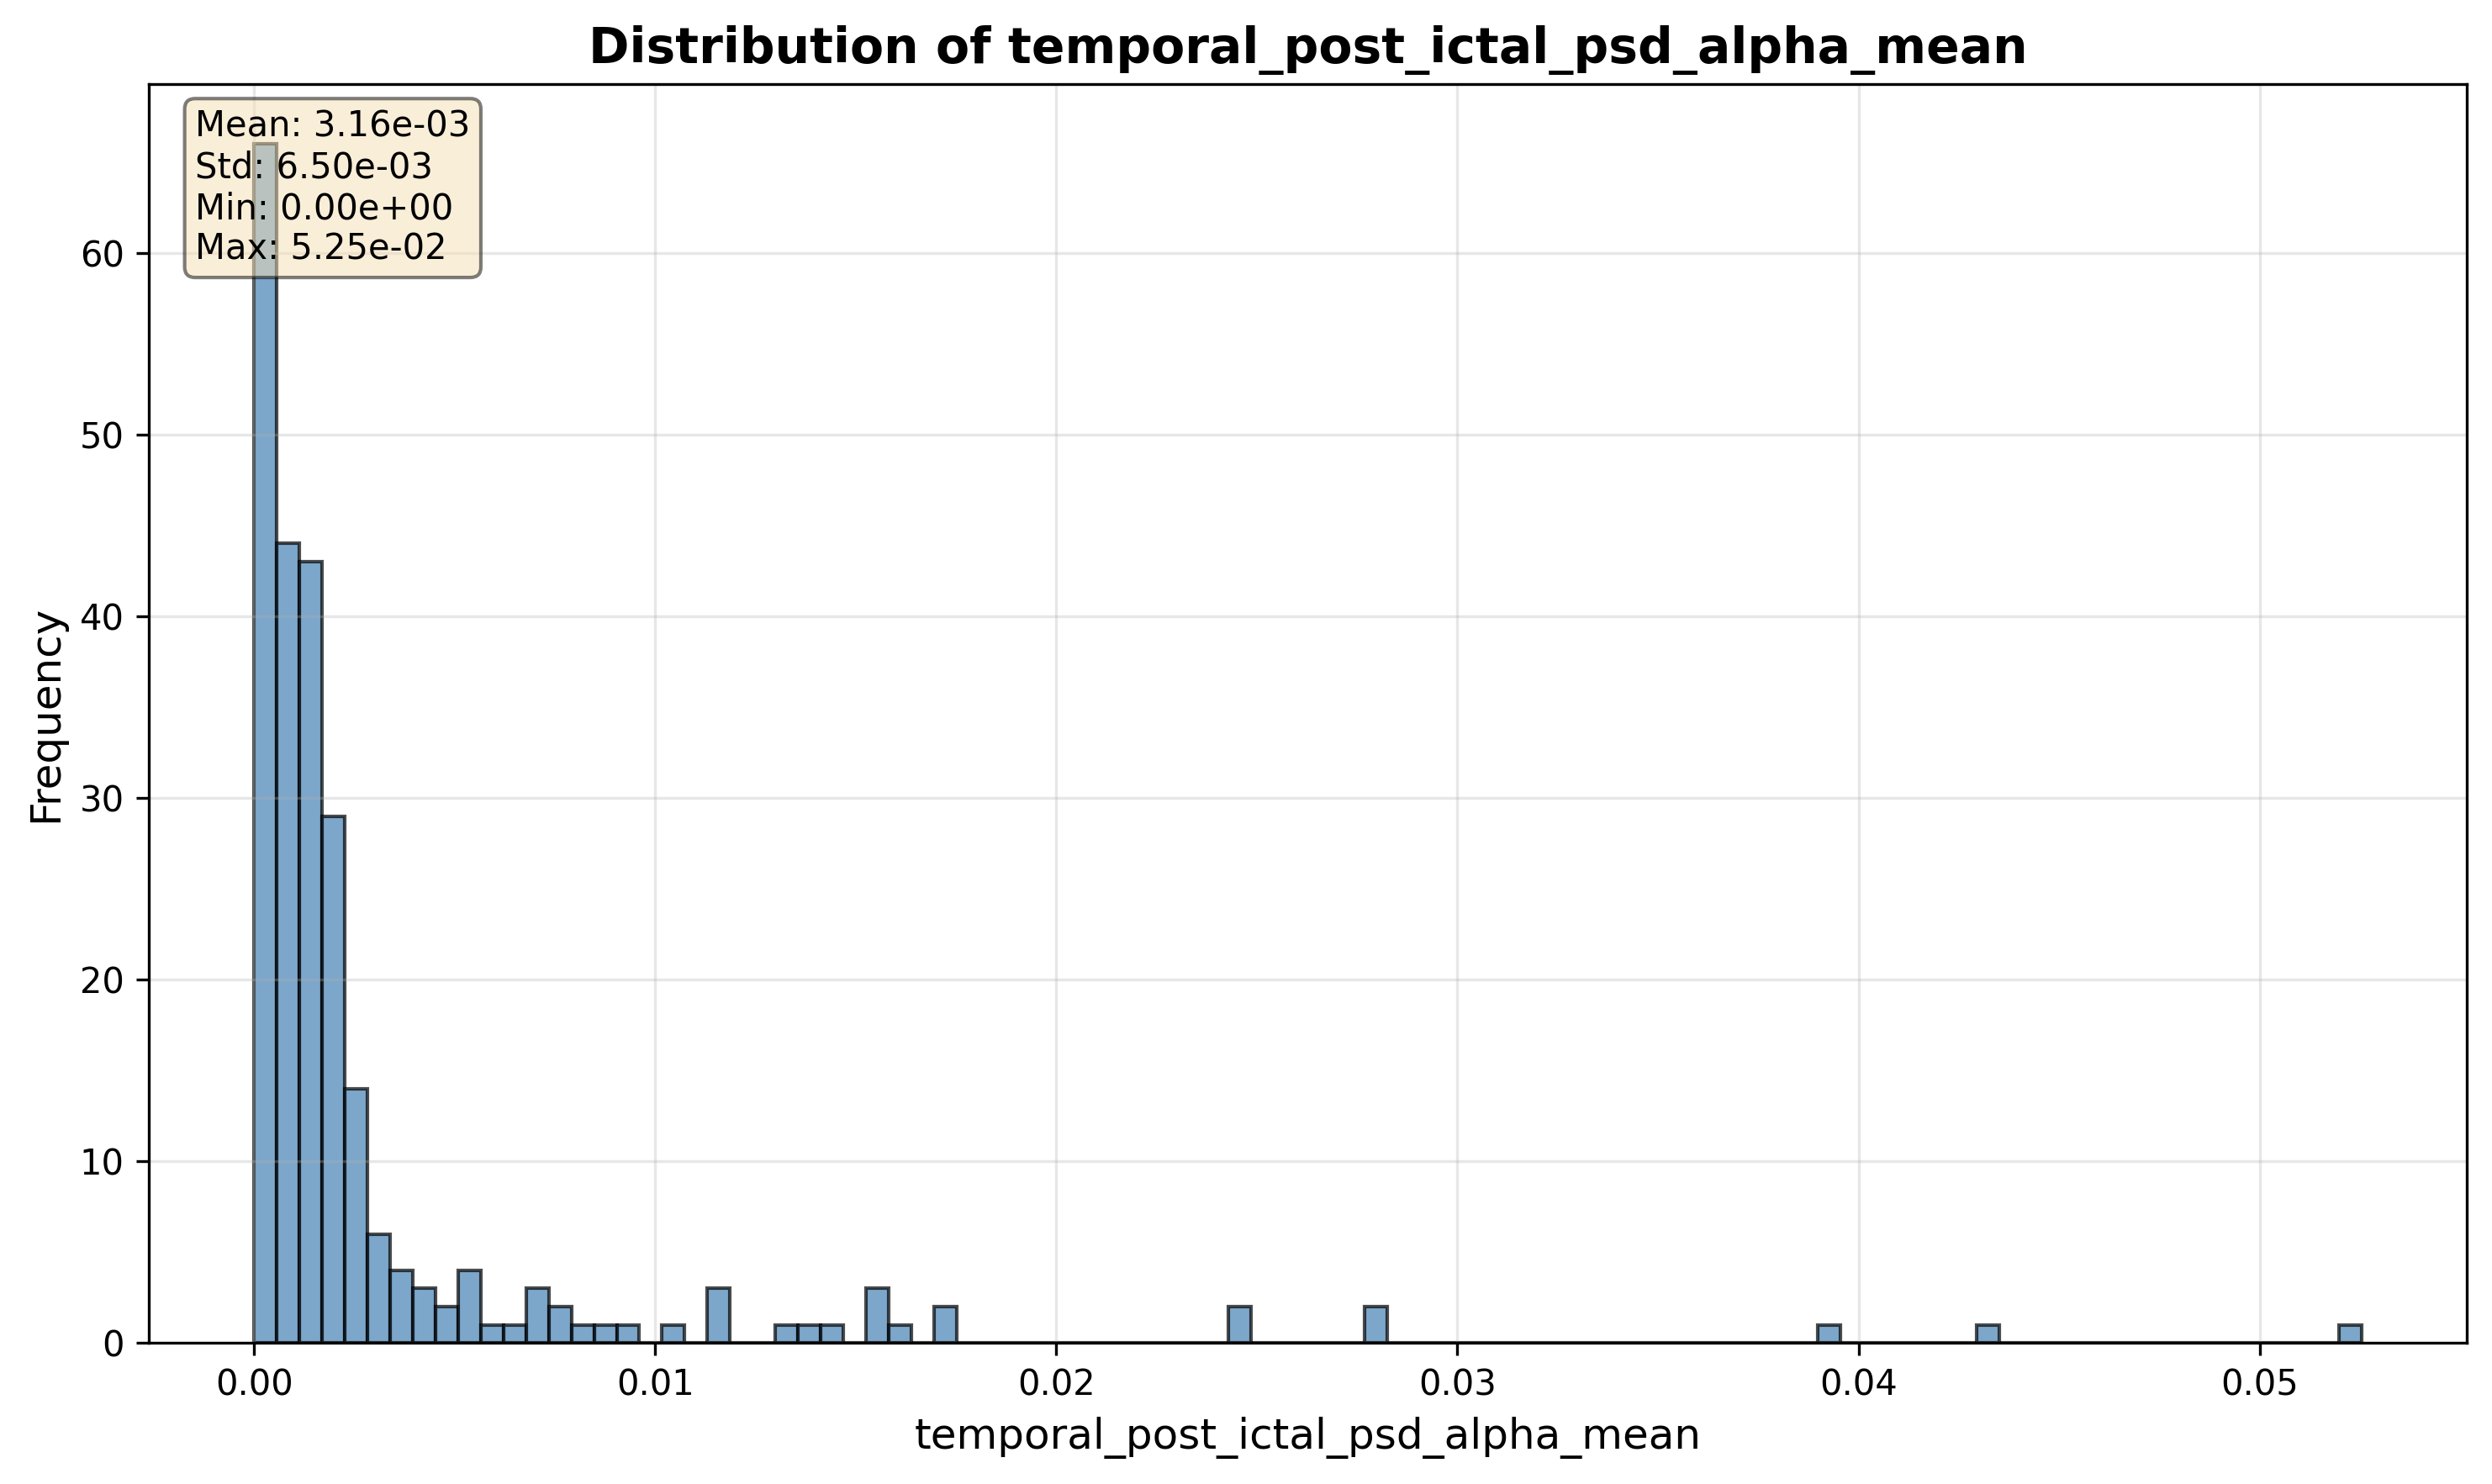 Distribution of temporal_post_ictal_psd_alpha_mean
Mean: 3.16e-03
Std: 6.50e-03
Min: 0.00e+00
Max: 5.25e-02
Frequency
60
50
40
30
20
10
0
0.00 0.01 0.02 0.03 0.04 0.05
temporal_post_ictal_psd_alpha_mean